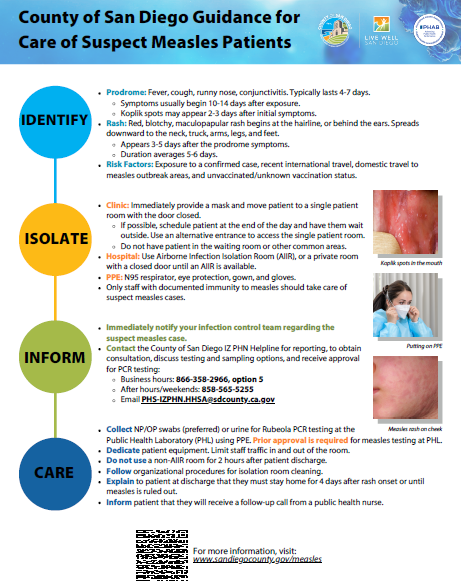 County of San Diego Guidance for
Care of Suspect Measles Patients
LIVE WELL
SAN DIEGO
PHAB
IDENTIFY
• Prodrome: Fever, cough, runny nose, conjunctivitis. Typically lasts 4-7 days.
o Symptoms usually begin 10-14 days after exposure.
o Koplik spots may appear 2-3 days after initial symptoms.
• Rash: Red, blotchy, maculopapular rash begins at the hairline, or behind the ears. Spreads
downward to the neck, truck, arms, legs, and feet.
o Appears 3-5 days after the prodrome symptoms.
o Duration averages 5-6 days.
• Risk Factors: Exposure to a confirmed case, recent international travel, domestic travel to
measles outbreak areas, and unvaccinated/unknown vaccination status.
ISOLATE
• Clinic: Immediately provide a mask and move patient to a single patient
room with the door closed.
o If possible, schedule patient at the end of the day and have them wait
outside. Use an alternative entrance to access the single patient room.
o Do not have patient in the waiting room or other common areas.
• Hospital: Use Airborne Infection Isolation Room (AIIR), or a private room
with a closed door until an AIIR is available.
• PPE: N95 respirator, eye protection, gown, and gloves.
• Only staff with documented immunity to measles should take care of
suspect measles cases.
Koplik spots in the mouth
Putting on PPE
INFORM
• Immediately notify your infection control team regarding the
suspect measles case.
• Contact the County of San Diego IZ PHN Helpline for reporting, to obtain
consultation, discuss testing and sampling options, and receive approval
for PCR testing:
o Business hours: 866-358-2966, option 5
o After hours/weekends: 858-565-5255
o Email PHS-IZPHN.HHSA@sdcounty.ca.gov
Measles rash on cheek
CARE
• Collect NP/OP swabs (preferred) or urine for Rubeola PCR testing at the
Public Health Laboratory (PHL) using PPE. Prior approval is required for measles testing at PHL.
• Dedicate patient equipment. Limit staff traffic in and out of the room.
• Do not use a non-AIIR room for 2 hours after patient discharge.
• Follow organizational procedures for isolation room cleaning.
• Explain to patient at discharge that they must stay home for 4 days after rash onset or until
measles is ruled out.
• Inform patient that they will receive a follow-up call from a public health nurse.
For more information, visit:
www.sandiegocounty.gov/measles